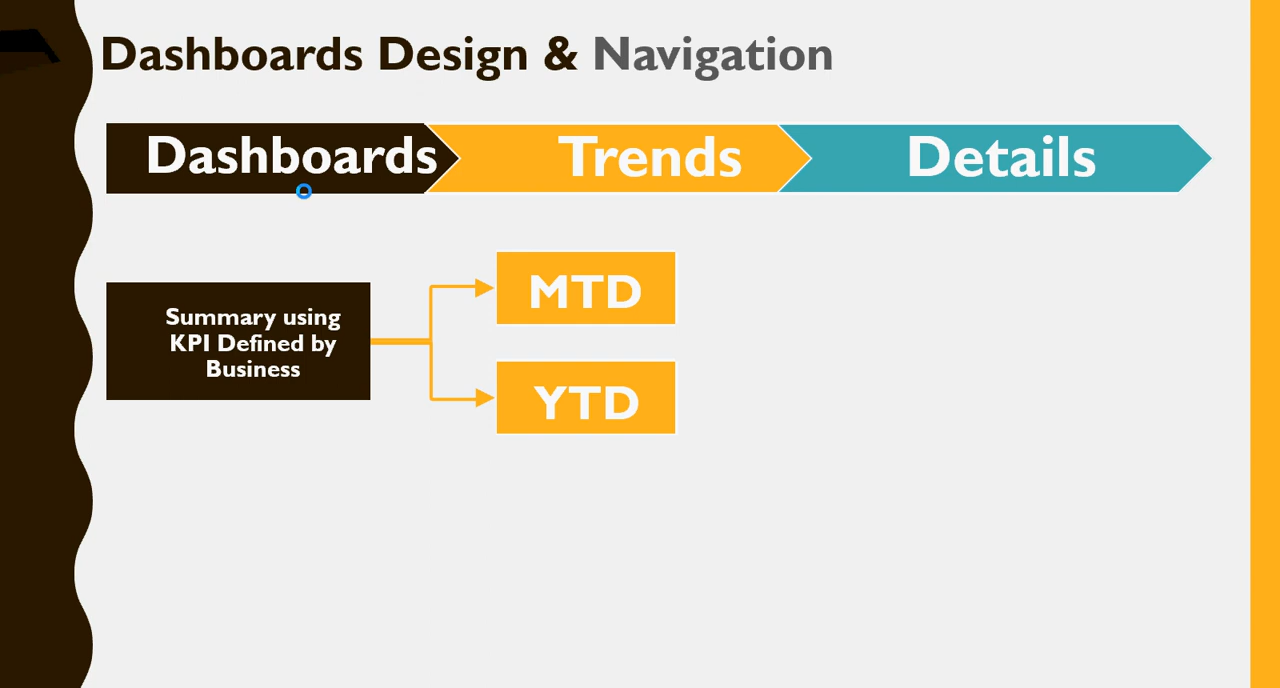 Dashboards Design & Navigation
Dashboards
Trends
Details
Summary using
KPI Defined by
Business
MTD
YTD